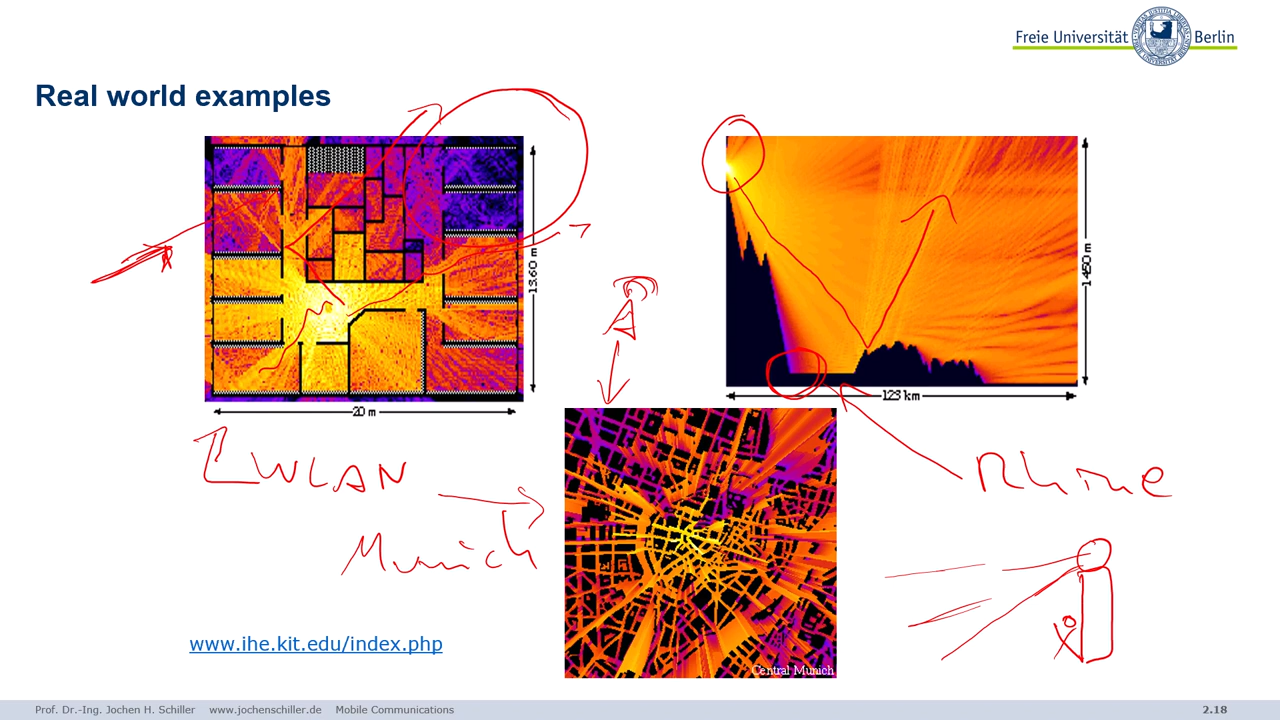 Freie Universität Berlin
Real world examples
13.60 m
20 m
1450 m
123 km
WLAN
Munich
Rhine
Central Munich
www.ihe.kit.edu/index.php
Prof. Dr.-Ing. Jochen H. Schiller www.jochenschiller.de Mobile Communications 2.18